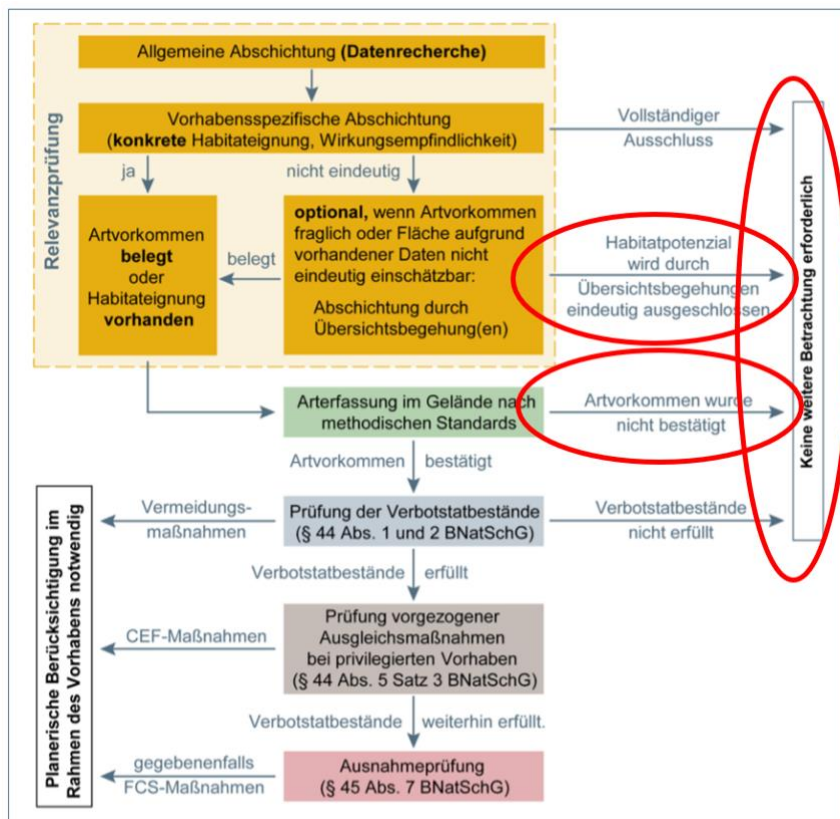 Allgemeine Abschichtung (Datenrecherche)
Relevanzprüfung
Vorhabensspezifische Abschichtung
(konkrete Habitateignung, Wirkungsempfindlichkeit)
Vollständiger
Ausschluss
ja
nicht eindeutig
Artvorkommen
belegt
oder
Habitateignung
vorhanden
belegt
optional, wenn Artvorkommen
fraglich oder Fläche aufgrund
vorhandener Daten nicht
eindeutig einschätzbar:
Abschichtung durch
Übersichtsbegehung(en)
Habitatpotenzial
wird durch
Übersichtsbegehungen
eindeutig ausgeschlossen
Keine weitere Betrachtung erforderlich
Arterfassung im Gelände nach
methodischen Standards
Artvorkommen wurde
nicht bestätigt
Artvorkommen bestätigt
Planerische Berücksichtigung im
Rahmen des Vorhabens notwendig
Vermeidungs-
maßnahmen
Prüfung der Verbotstatbestände
(§ 44 Abs. 1 und 2 BNatSchG)
Verbotstatbestände
nicht erfüllt
Verbotstatbestände erfüllt
CEF-Maßnahmen
Prüfung vorgezogener
Ausgleichsmaßnahmen
bei privilegierten Vorhaben
(§ 44 Abs. 5 Satz 3 BNatSchG)
Verbotstatbestände weiterhin erfüllt.
gegebenenfalls
FCS-Maßnahmen
Ausnahmeprüfung
(§ 45 Abs. 7 BNatSchG)